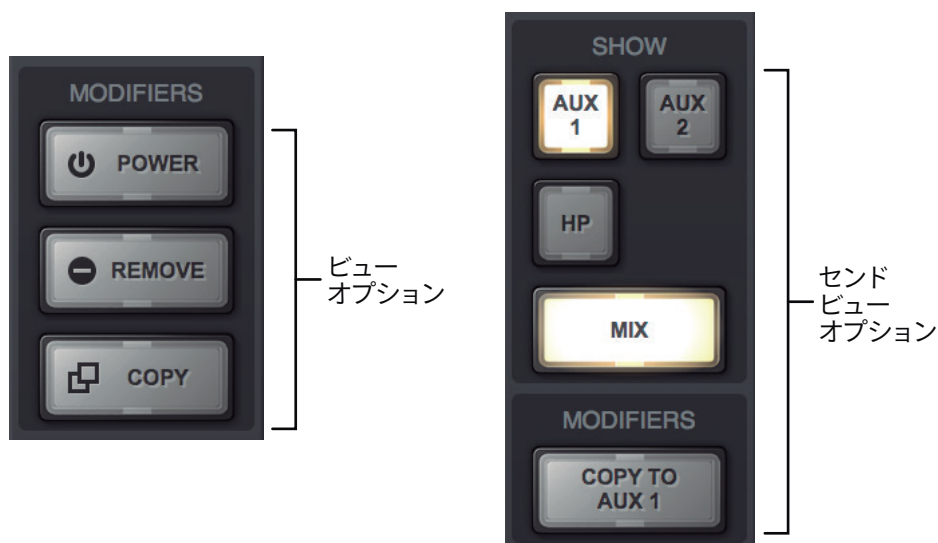 MODIFIERS
POWER
REMOVE
COPY
ビュー
オプション
SHOW
AUX
1
AUX
2
HP
MIX
MODIFIERS
COPY TO
AUX 1
センド
ビュー
オプション